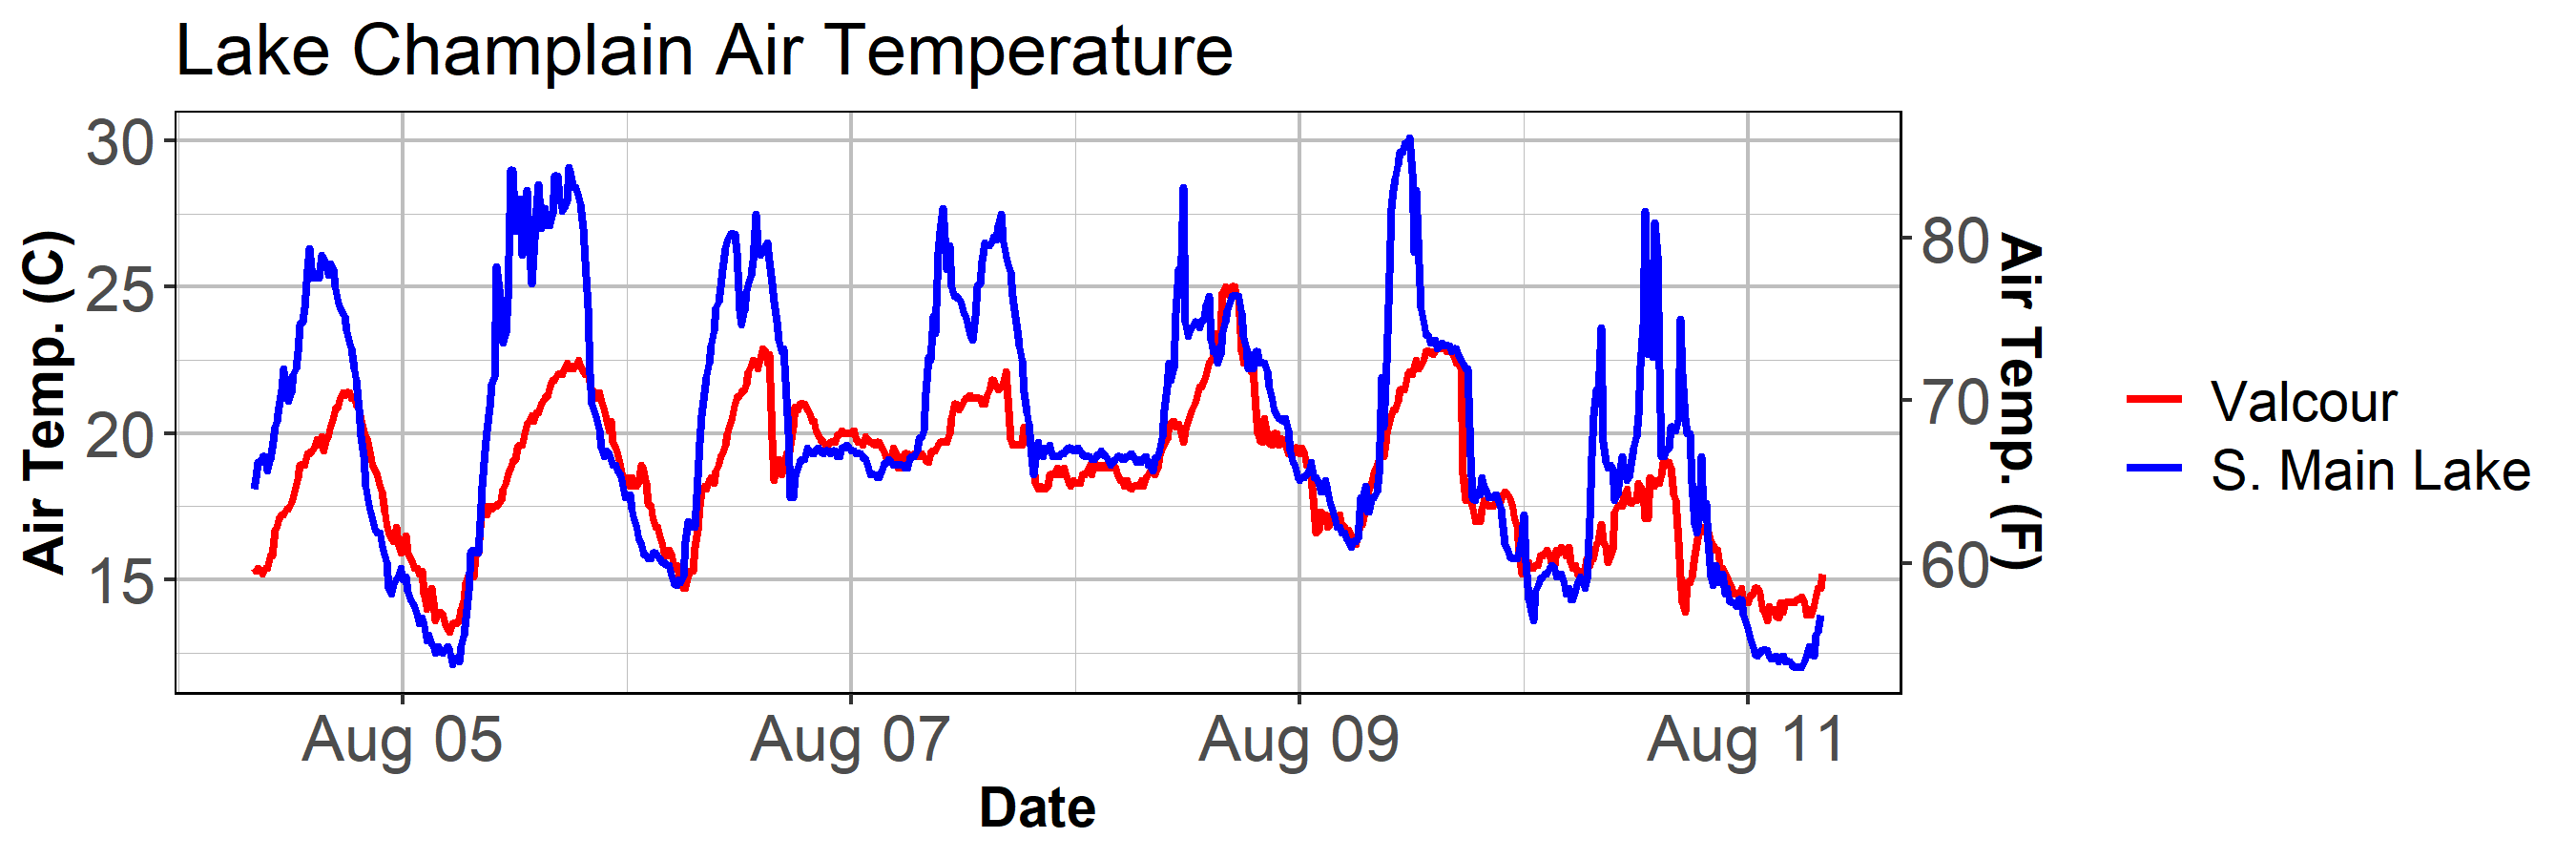 Lake Champlain Air Temperature
Air Temp. (C)
30
25
20
15
80
70
60
Air Temp. (F)
Aug 05
Aug 07
Aug 09
Aug 11
Date
Valcour
S. Main Lake